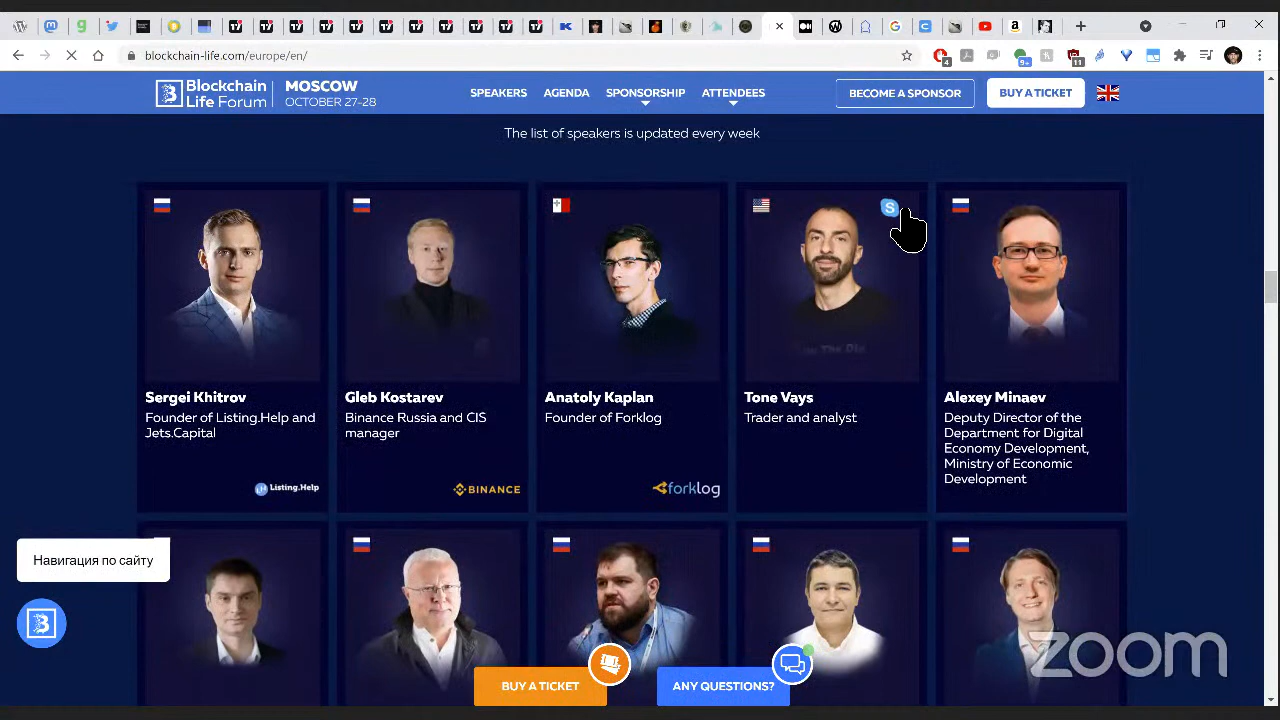 blockchain-life.com/europe/en/
4
9+
11
Blockchain
Life Forum
MOSCOW
OCTOBER 27-28
SPEAKERS
AGENDA
SPONSORSHIP
ATTENDEES
BECOME A SPONSOR
BUY A TICKET
The list of speakers is updated every week
Sergei Khitrov
Founder of Listing.Help and
Jets.Capital
Listing.Help
Gleb Kostarev
Binance Russia and CIS
manager
BINANCE
Anatoly Kaplan
Founder of Forklog
forklog
Tone Vays
Trader and analyst
Alexey Minaev
Deputy Director of the
Department for Digital
Economy Development,
Ministry of Economic
Development
Навигация по сайту
BUY A TICKET
ANY QUESTIONS?
zoom